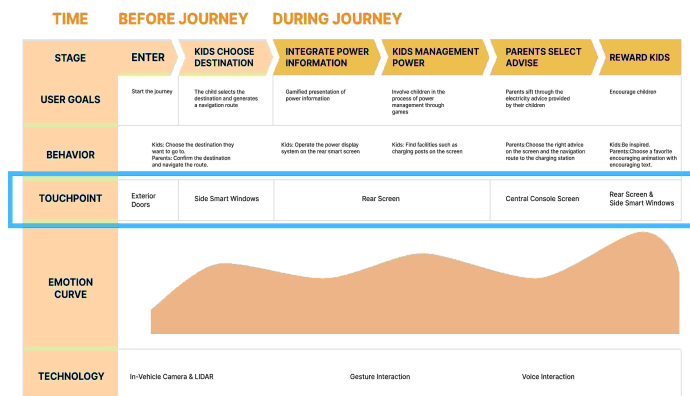 TIME BEFORE JOURNEY DURING JOURNEY
STAGE
ENTER
KIDS CHOOSE
DESTINATION
INTEGRATE POWER
INFORMATION
KIDS MANAGEMENT
POWER
PARENTS SELECT
ADVISE
REWARD KIDS
USER GOALS
Start the journey
The child selects the
destination and generates
a navigation route
Gamified presentation of
power information
Involve children in the
process of power
management through
games
Parents sift through the
electricity advice provided
by their children
Encourage children
BEHAVIOR
Kids: Choose the destination they
want to go to.
Parents: Confirm the destination
and navigate the route.
Kids: Operate the power display
system on the rear smart screen
Kids: Find facilities such as
charging posts on the screen
Parents:Choose the right advice
on the screen and the navigation
route to the charging station
Kids:Be inspired.
Parents:Choose a favorite
encouraging animation with
encouraging text.
TOUCHPOINT
Exterior
Doors
Side Smart Windows
Rear Screen
Central Console Screen
Rear Screen &
Side Smart Windows
EMOTION
CURVE
TECHNOLOGY
In-Vehicle Camera & LIDAR
Gesture Interaction
Voice Interaction